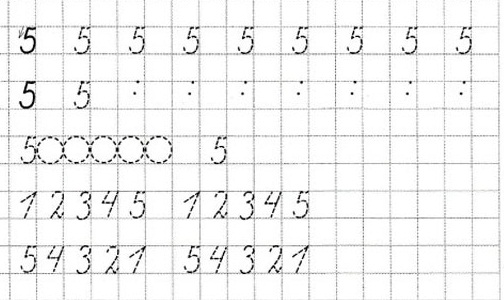 5 5 5 5 5 5 5 5 5
5 5 : : : : : : :
5 ○○○○○ 5
1 2 3 4 5 1 2 3 4 5
5 4 3 2 1 5 4 3 2 1